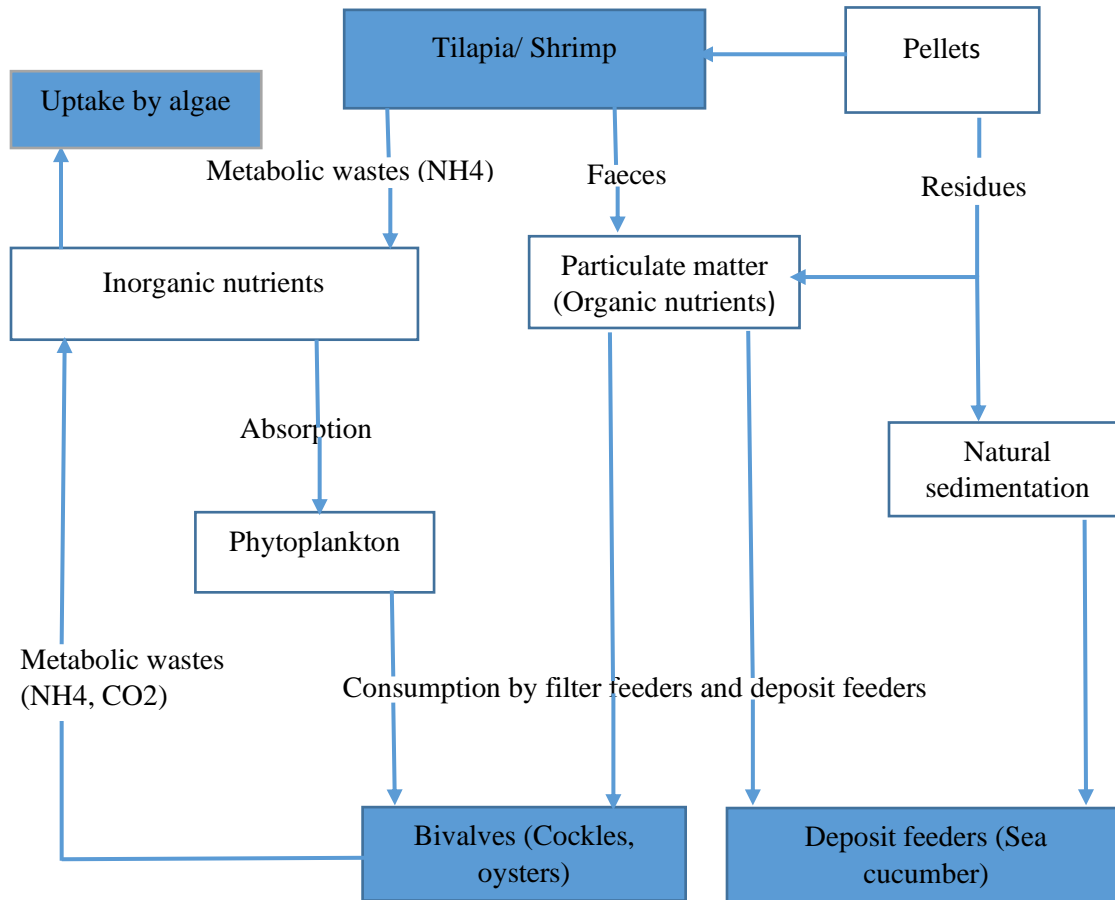 Tilapia/ Shrimp
Pellets
Uptake by algae
Metabolic wastes (NH4)
Faeces
Residues
Inorganic nutrients
Particulate matter
(Organic nutrients)
Absorption
Natural
sedimentation
Phytoplankton
Metabolic wastes
(NH4, CO2)
Consumption by filter feeders and deposit feeders
Bivalves (Cockles,
oysters)
Deposit feeders (Sea
cucumber)